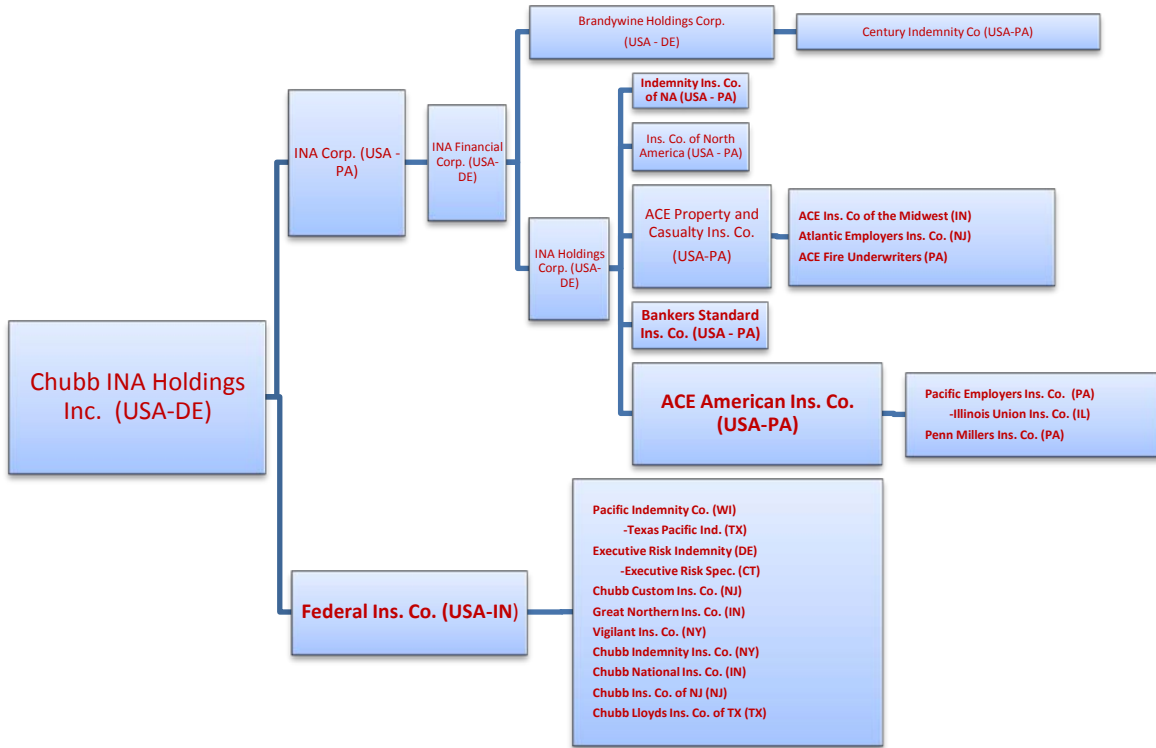 Brandywine Holdings Corp.
(USA - DE)
Century Indemnity Co (USA-PA)
Indemnity Ins. Co.
of NA (USA - PA)
INA Corp. (USA -
PA)
INA Financial
Corp. (USA-
DE)
Ins. Co. of North
America (USA - PA)
ACE Property and
Casualty Ins. Co.
(USA-PA)
ACE Ins. Co of the Midwest (IN)
Atlantic Employers Ins. Co. (NJ)
ACE Fire Underwriters (PA)
INA Holdings
Corp. (USA-
DE)
Bankers Standard
Ins. Co. (USA - PA)
Chubb INA Holdings
Inc. (USA-DE)
ACE American Ins. Co.
(USA-PA)
Pacific Employers Ins. Co. (PA)
-Illinois Union Ins. Co. (IL)
Penn Millers Ins. Co. (PA)
Federal Ins. Co. (USA-IN)
Pacific Indemnity Co. (WI)
-Texas Pacific Ind. (TX)
Executive Risk Indemnity (DE)
-Executive Risk Spec. (CT)
Chubb Custom Ins. Co. (NJ)
Great Northern Ins. Co. (IN)
Vigilant Ins. Co. (NY)
Chubb Indemnity Ins. Co. (NY)
Chubb National Ins. Co. (IN)
Chubb Ins. Co. of NJ (NJ)
Chubb Lloyds Ins. Co. of TX (TX)